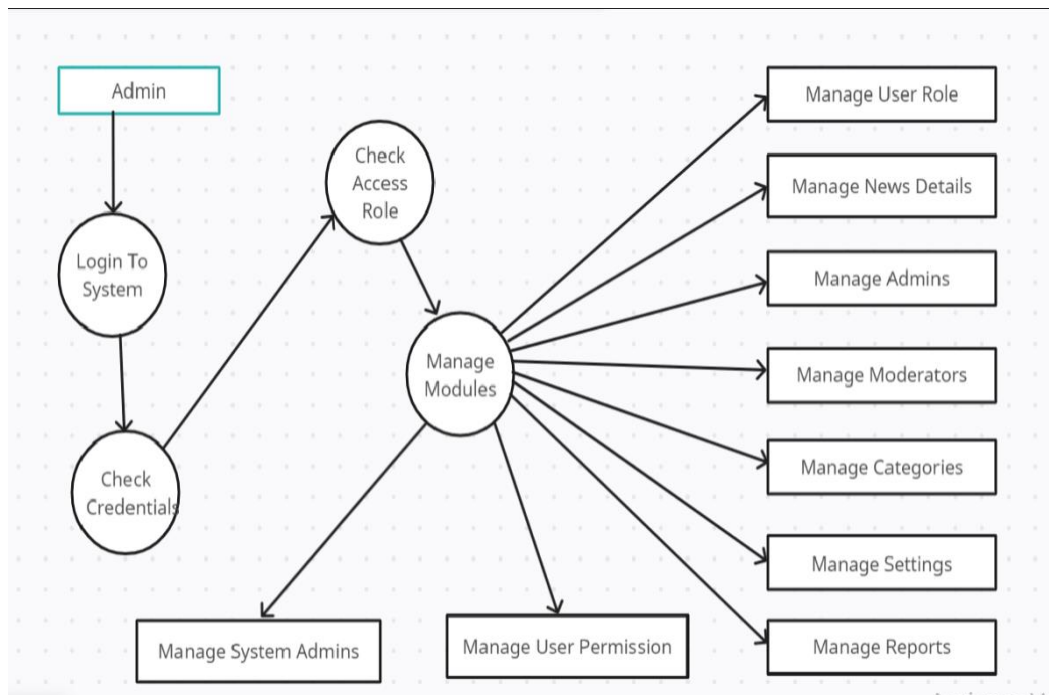 Admin
Login To
System
Check
Credentials
Check
Access
Role
Manage
Modules
Manage User Role
Manage News Details
Manage Admins
Manage Moderators
Manage Categories
Manage Settings
Manage Reports
Manage System Admins
Manage User Permission